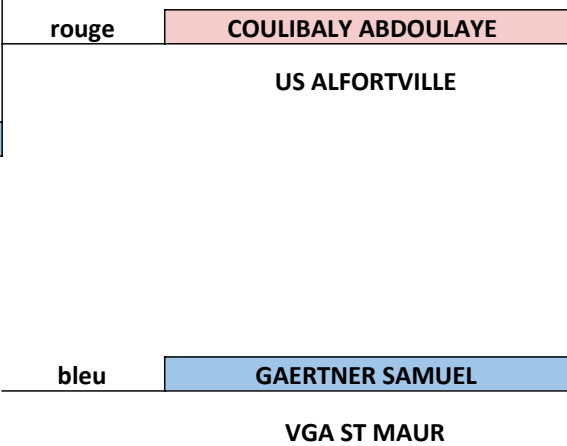 rouge COULIBALY ABDOULAYE
US ALFORTVILLE
bleu GAERTNER SAMUEL
VGA ST MAUR